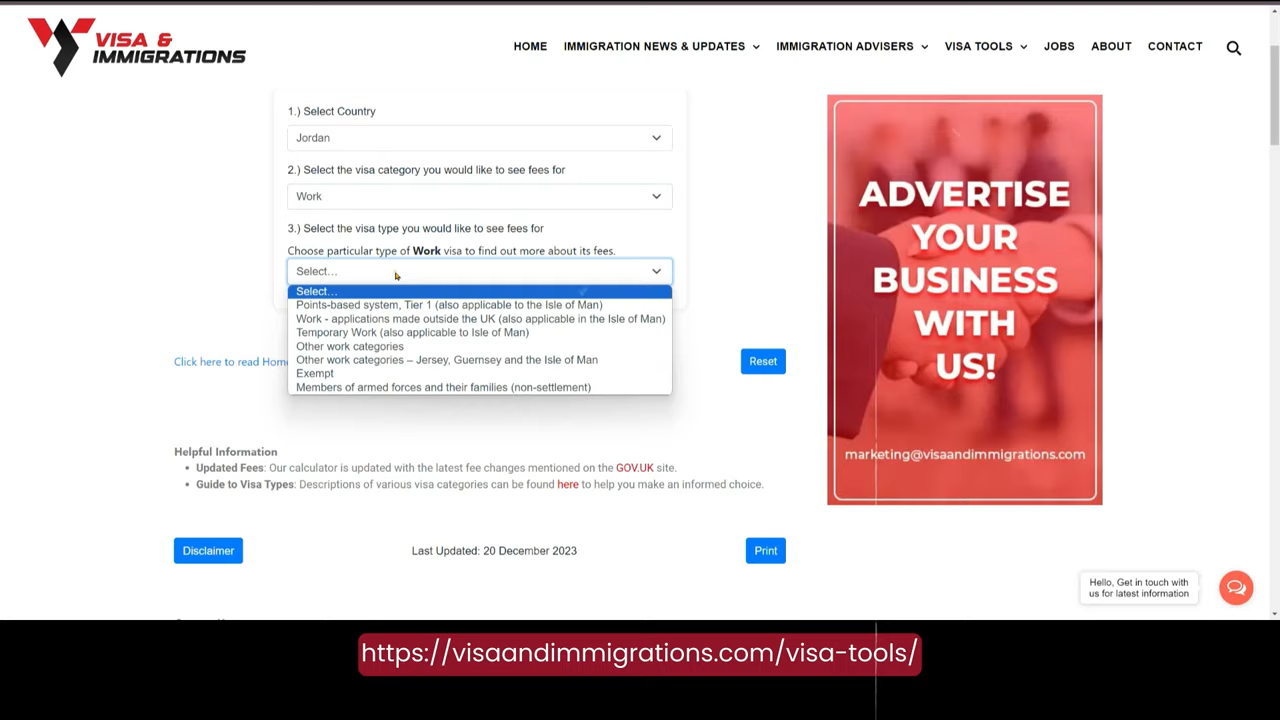 VISA &
IMMIGRATIONS
HOME
IMMIGRATION NEWS & UPDATES
IMMIGRATION ADVISERS
VISA TOOLS
JOBS
ABOUT
CONTACT
1.) Select Country
Jordan
2.) Select the visa category you would like to see fees for
Work
3.) Select the visa type you would like to see fees for
Choose particular type of Work visa to find out more about its fees.
Select...
Select...
Points-based system, Tier 1 (also applicable to the Isle of Man)
Work - applications made outside the UK (also applicable in the Isle of Man)
Temporary Work (also applicable to Isle of Man)
Other work categories
Other work categories – Jersey, Guernsey and the Isle of Man
Exempt
Members of armed forces and their families (non-settlement)
Click here to read Hom
Reset
Helpful Information
• Updated Fees: Our calculator is updated with the latest fee changes mentioned on the GOV.UK site.
• Guide to Visa Types: Descriptions of various visa categories can be found here to help you make an informed choice.
Disclaimer
Last Updated: 20 December 2023
Print
ADVERTISE
YOUR
BUSINESS
WITH
US!
marketing@visaandimmigrations.com
Hello, Get in touch with
us for latest information
https://visaandimmigrations.com/visa-tools/